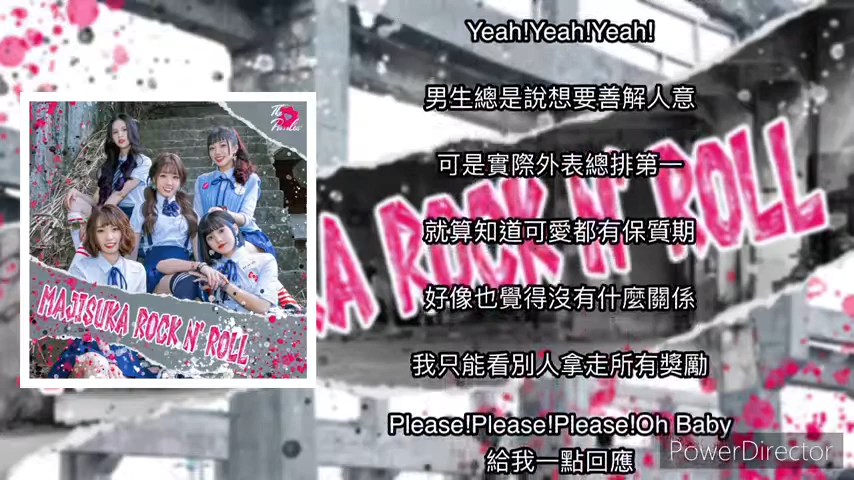 Yeah!Yeah!Yeah!
男生總是說想要善解人意
可是實際外表總排第一
就算知道可愛都有保質期
好像也覺得沒有什麼關係
我只能看別人拿走所有獎勵
Please!Please!Please!Oh Baby
給我一點回應
MAJISUKA ROCK N' ROLL
A ROCK N' ROLL
PowerDirector